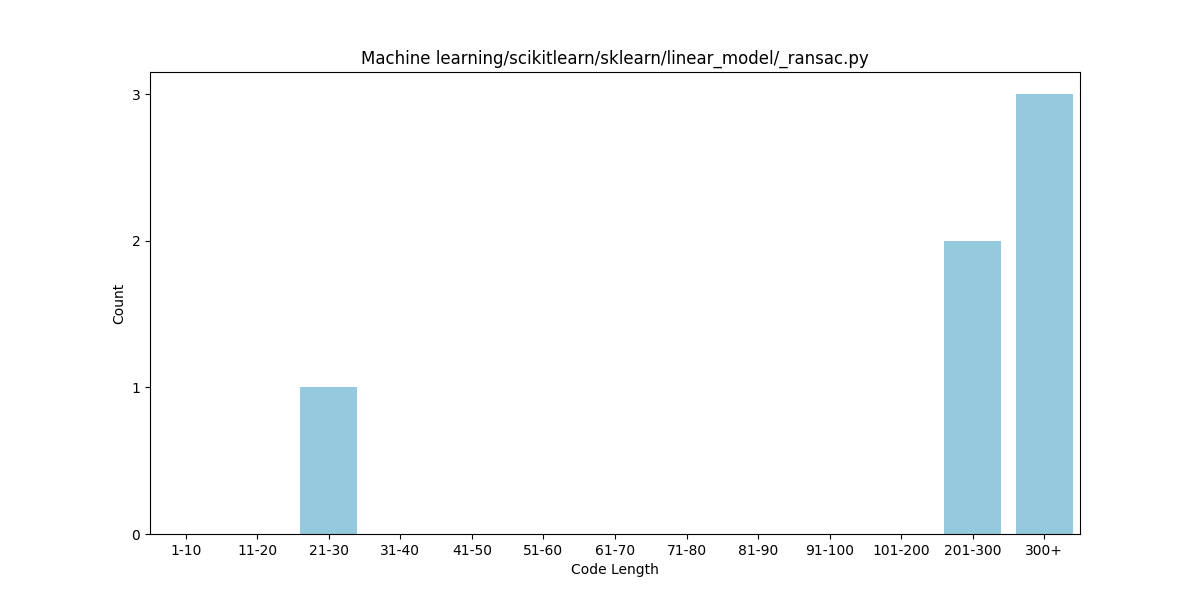 Machine learning/scikitlearn/sklearn/linear_model/_ransac.py
3
2
1
0
Count
1-10 11-20 21-30 31-40 41-50 51-60 61-70 71-80 81-90 91-100 101-200 201-300 300+
Code Length